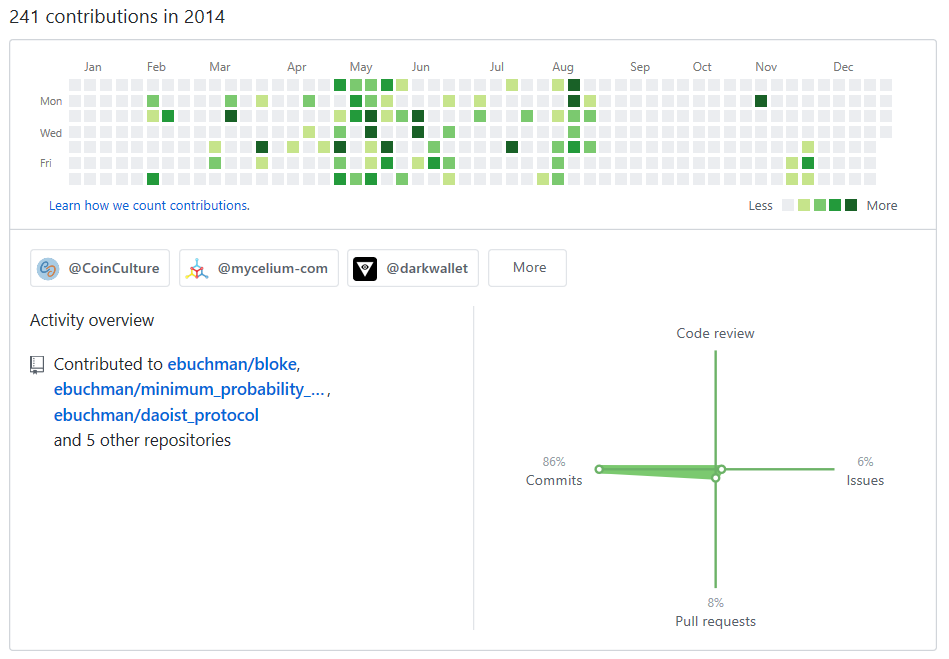 241 contributions in 2014
Jan Feb Mar Apr May Jun Jul Aug Sep Oct Nov Dec
Mon
Wed
Fri
Learn how we count contributions.
Less More
@CoinCulture @mycelium-com @darkwallet More
Activity overview
Contributed to ebuchman/bloke,
ebuchman/minimum_probability_... ,
ebuchman/daoist_protocol
and 5 other repositories
Code review
86%
Commits
6%
Issues
8%
Pull requests